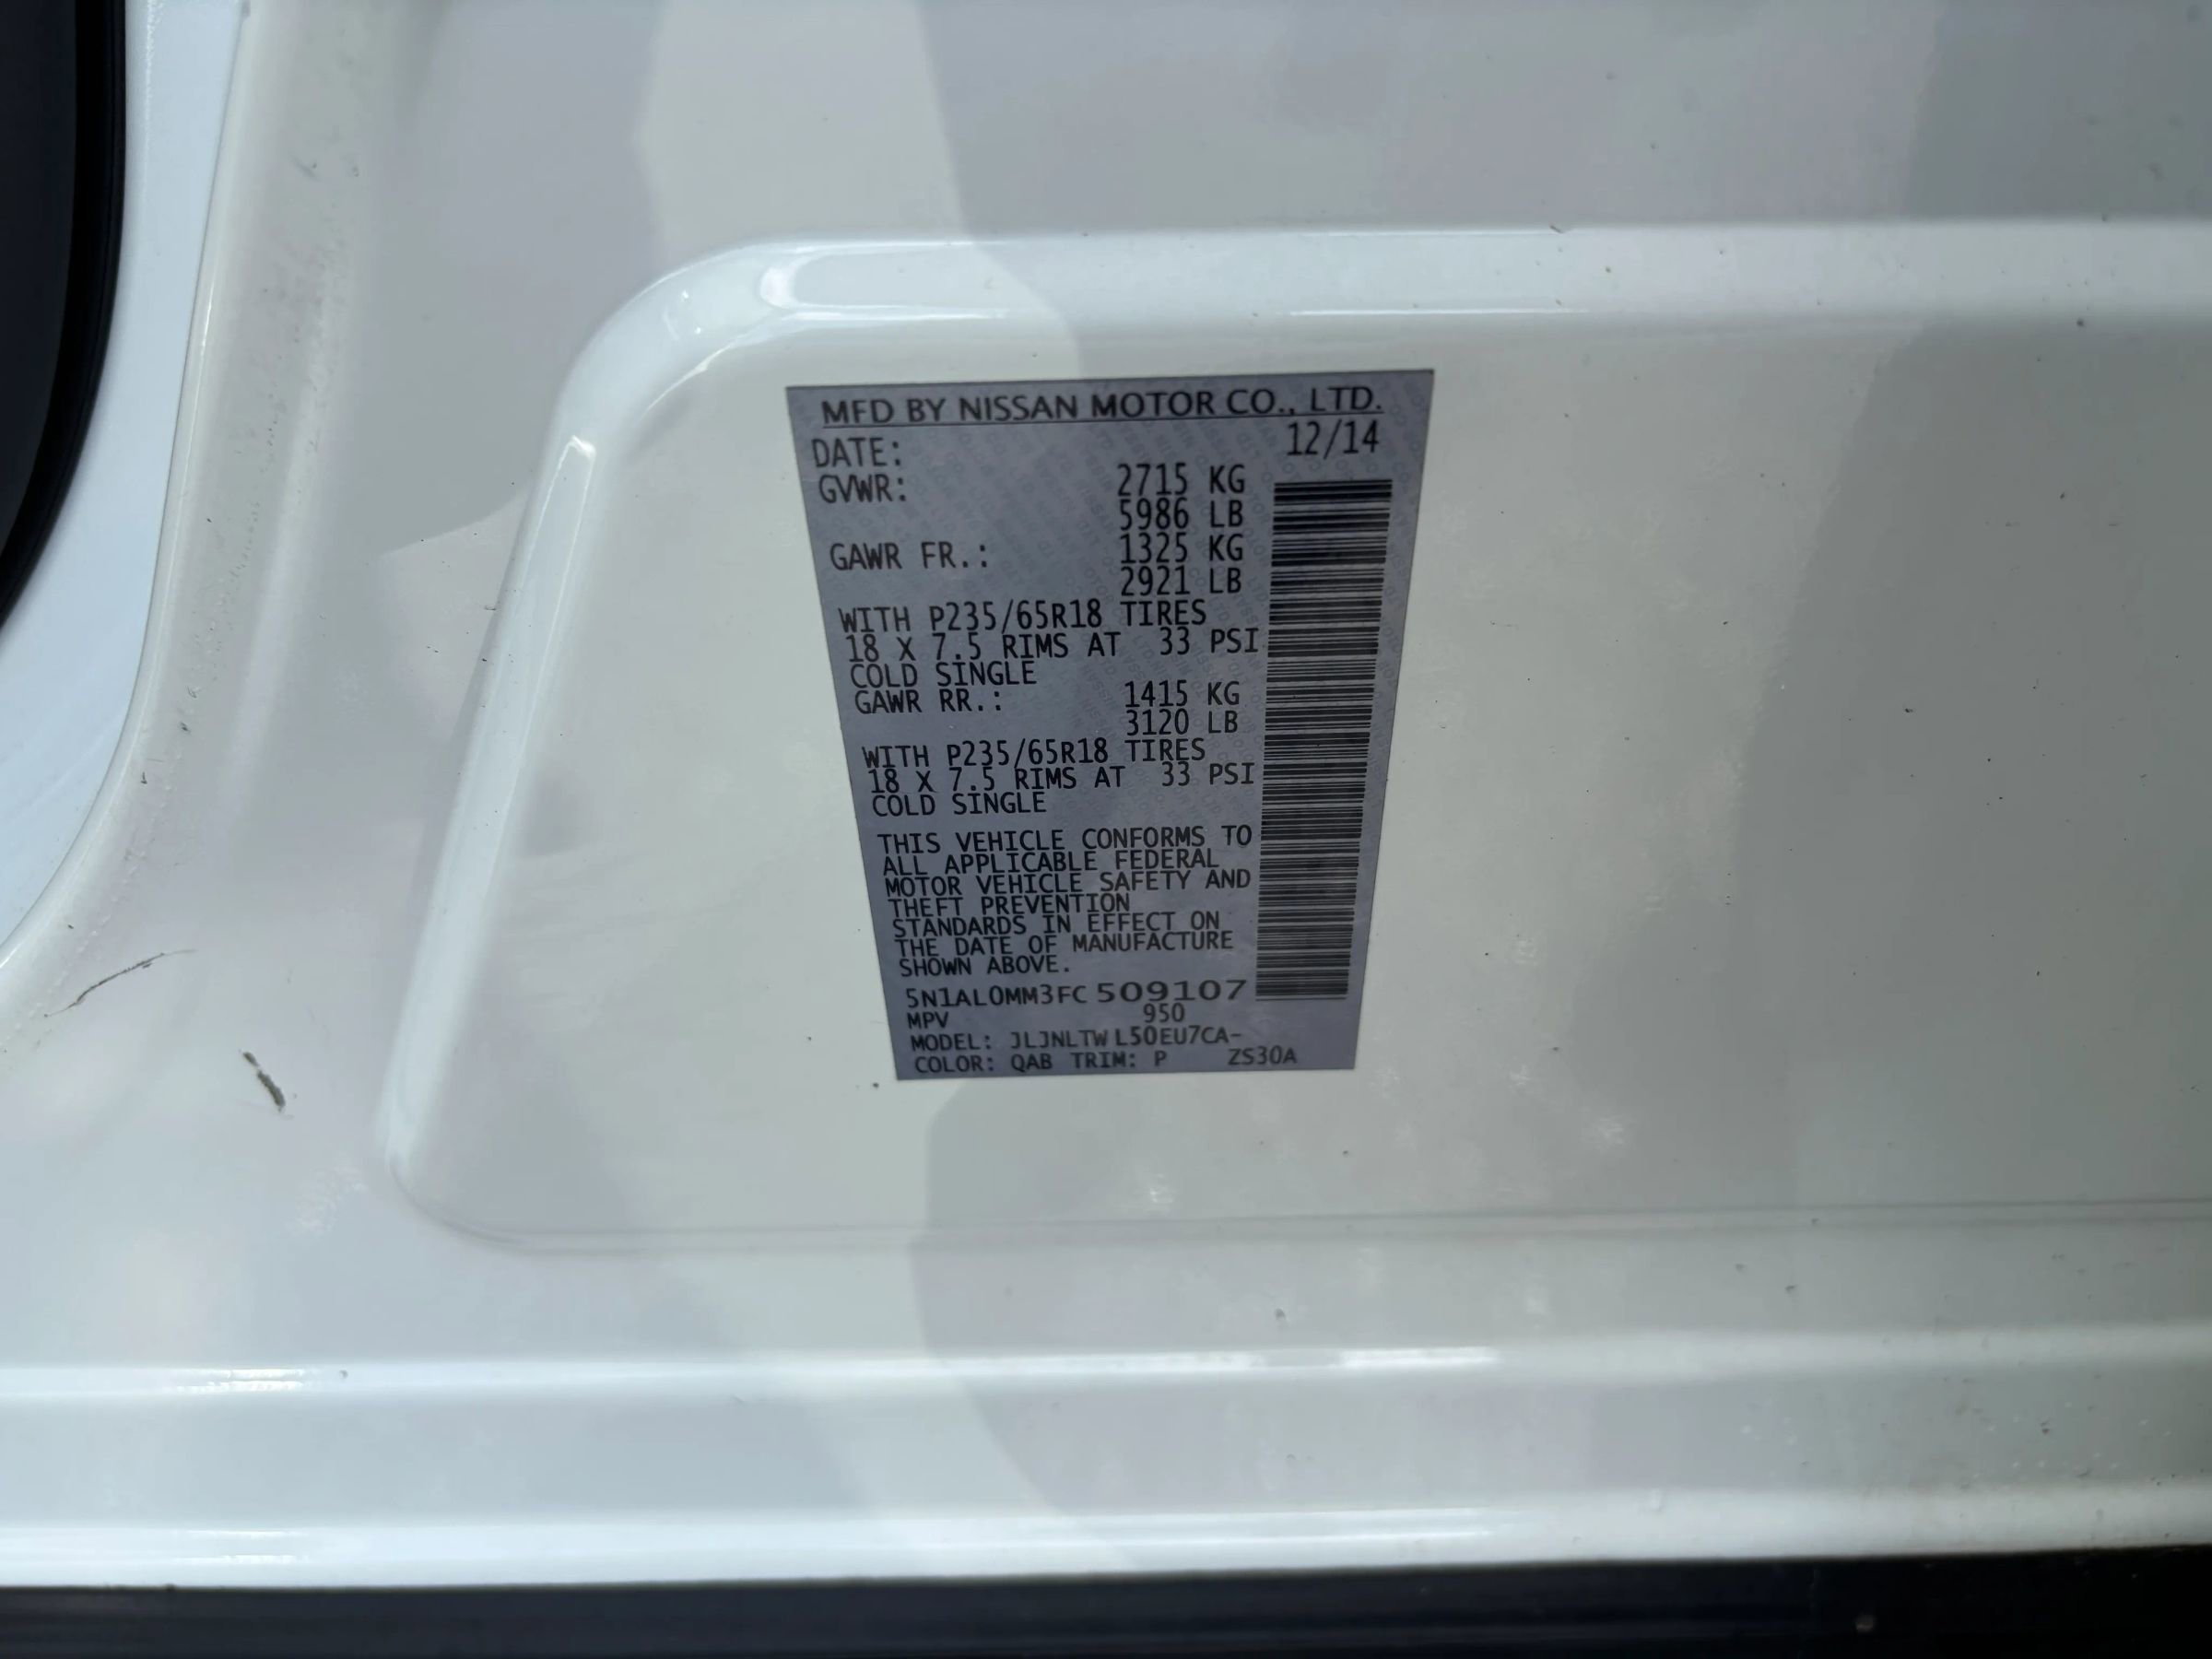 MFD BY NISSAN MOTOR CO., LTD.
DATE: 12/14
GVWR: 2715 KG
5986 LB
GAWR FR.: 1325 KG
2921 LB
WITH P235/65R18 TIRES
18 X 7.5 RIMS AT 33 PSI
COLD SINGLE
GAWR RR.: 1415 KG
3120 LB
WITH P235/65R18 TIRES
18 X 7.5 RIMS AT 33 PSI
COLD SINGLE
THIS VEHICLE CONFORMS TO
ALL APPLICABLE FEDERAL
MOTOR VEHICLE SAFETY AND
THEFT PREVENTION
STANDARDS IN EFFECT ON
THE DATE OF MANUFACTURE
SHOWN ABOVE.
5N1AL0MM3FC509107
MPV 950
MODEL: JLJNLTWL50EU7CA-
COLOR: QAB TRIM: P ZS30A